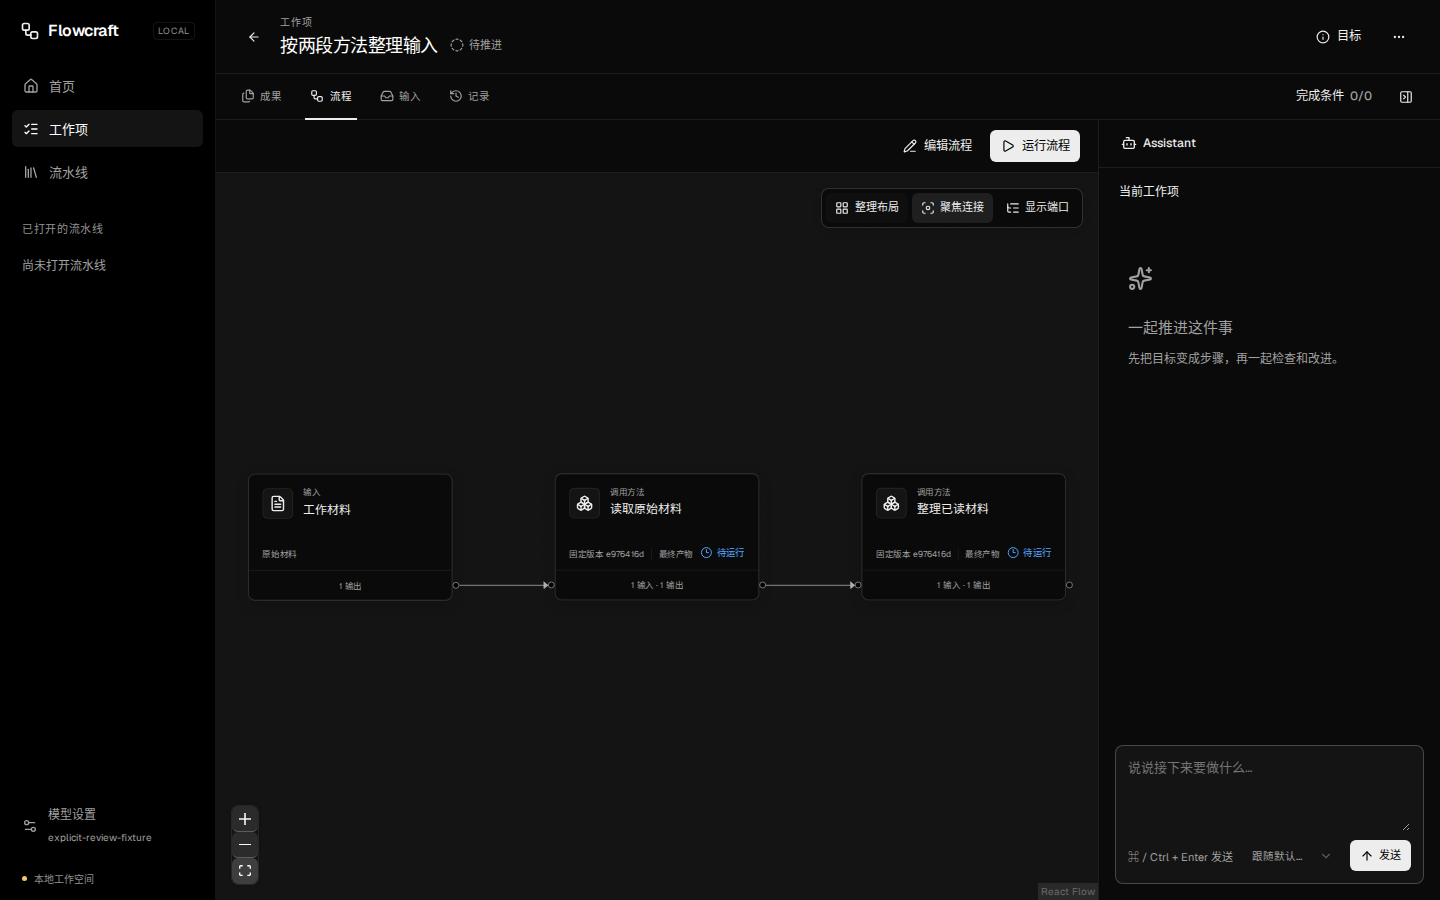 Flowcraft
LOCAL
首页
工作项
流水线
已打开的流水线
尚未打开流水线
模型设置
explicit-review-fixture
本地工作空间
工作项
按两段方法整理输入
待推进
目标
成果
流程
输入
记录
完成条件 0/0
编辑流程
运行流程
整理布局
聚焦连接
显示端口
输入
工作材料
原始材料
1 输出
调用方法
读取原始材料
固定版本 e976416d
最终产物
待运行
1 输入 · 1 输出
调用方法
整理已读材料
固定版本 e976416d
最终产物
待运行
1 输入 · 1 输出
React Flow
Assistant
当前工作项
一起推进这件事
先把目标变成步骤，再一起检查和改进。
说说接下来要做什么...
⌘ / Ctrl + Enter 发送
跟随默认...
发送